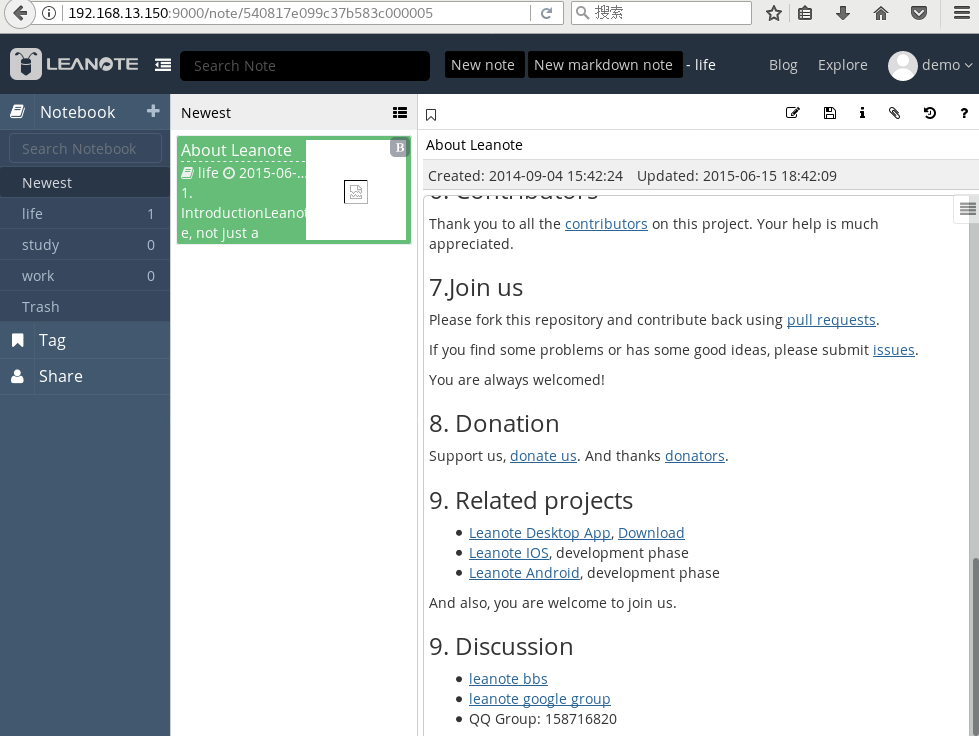 192.168.13.150:9000/note/540817e099c37b583c000005
搜索
LEANOTE
Search Note
New note
New markdown note
- life
Blog
Explore
demo
Notebook
Search Notebook
Newest
life 1
study 0
work 0
Trash
Tag
Share
Newest
About Leanote
B
life 2015-06-...
1.
IntroductionLeanot
e, not just a
About Leanote
Created: 2014-09-04 15:42:24 Updated: 2015-06-15 18:42:09
6. Contributors
Thank you to all the contributors on this project. Your help is much
appreciated.
7.Join us
Please fork this repository and contribute back using pull requests.
If you find some problems or has some good ideas, please submit issues.
You are always welcomed!
8. Donation
Support us, donate us. And thanks donators.
9. Related projects
Leanote Desktop App, Download
Leanote IOS, development phase
Leanote Android, development phase
And also, you are welcome to join us.
9. Discussion
leanote bbs
leanote google group
QQ Group: 158716820